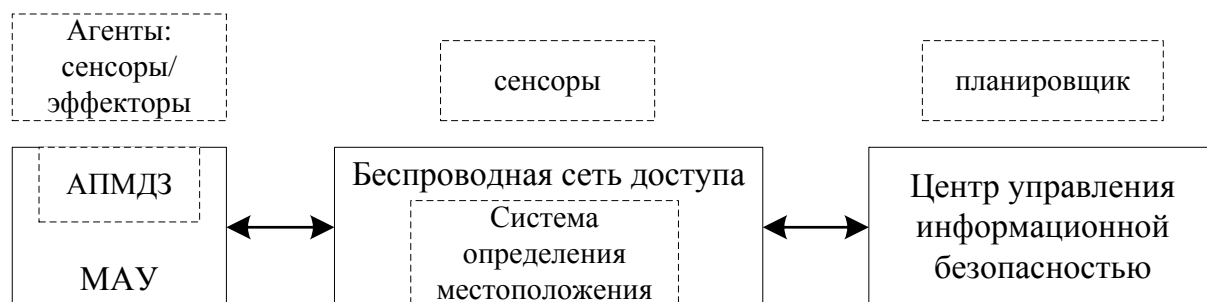 Агенты:
сенсоры/
эффекторы
сенсоры
планировщик
АПМДЗ
МАУ
Беспроводная сеть доступа
Система
определения
местоположения
Центр управления
информационной
безопасностью